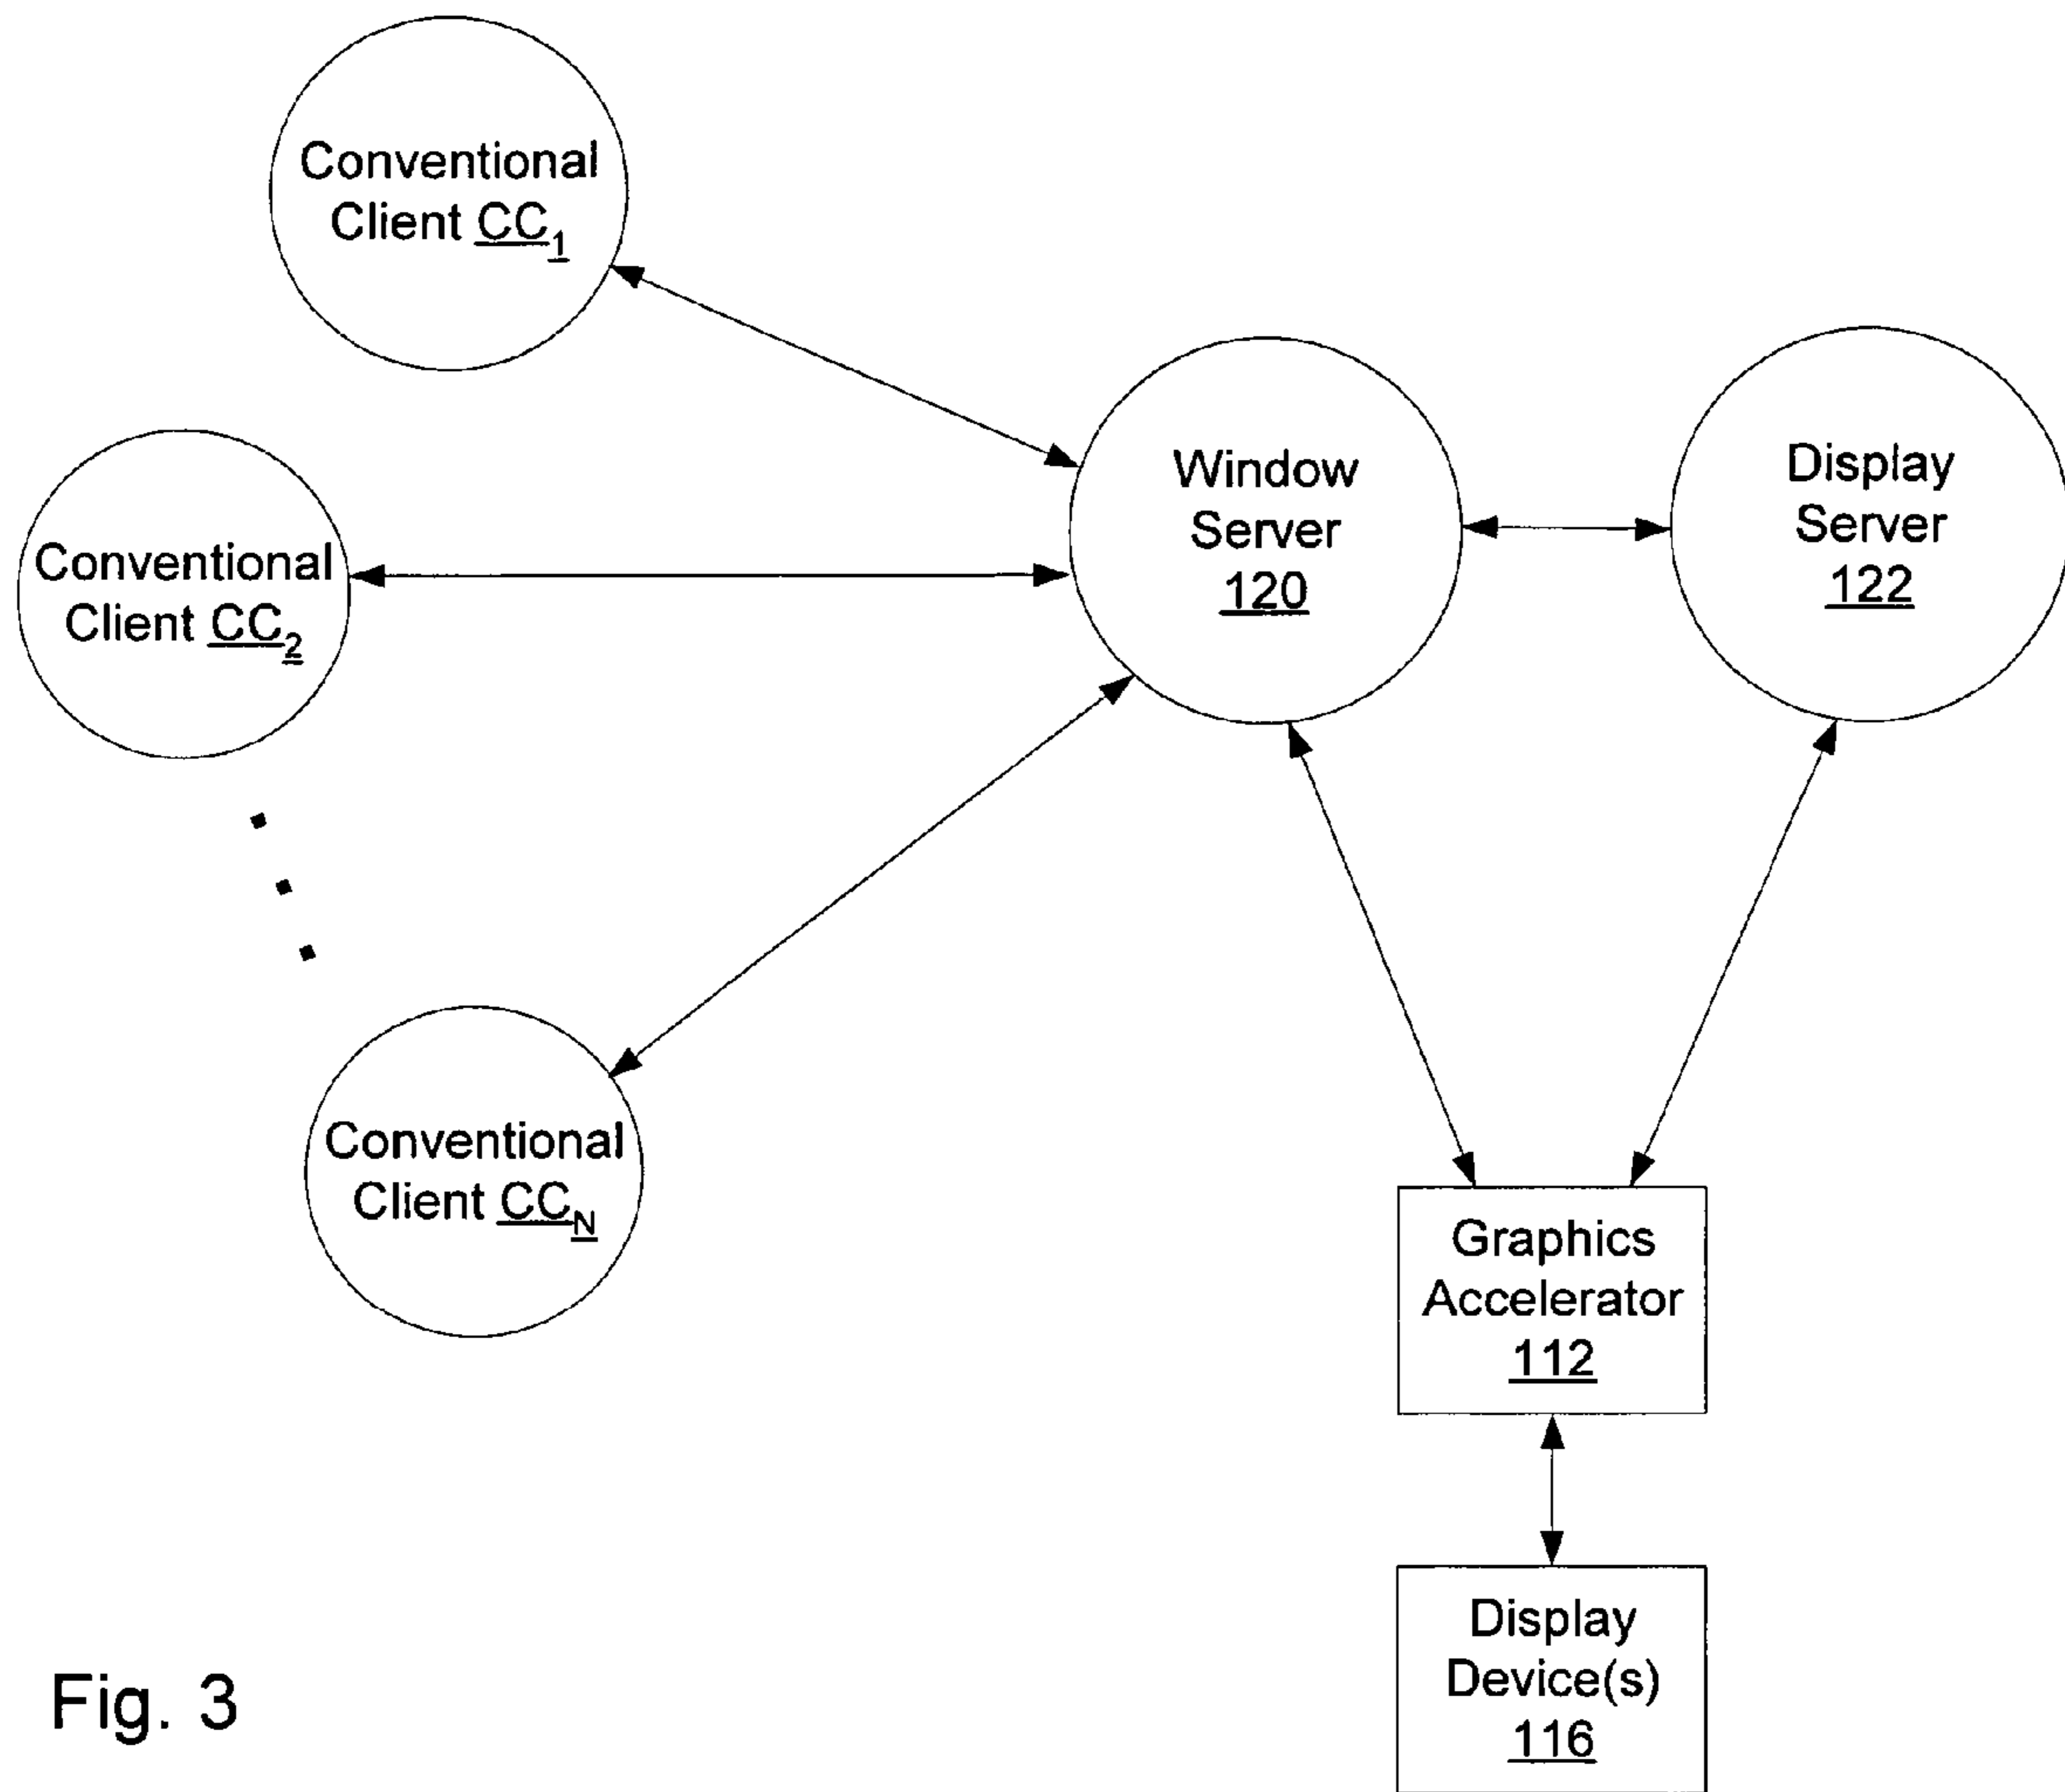 Conventional
Client CC1
Window
Server
120
Display
Server
122
Conventional
Client CC2
Conventional
Client CCN
Graphics
Accelerator
112
Display
Device(s)
116
Fig. 3